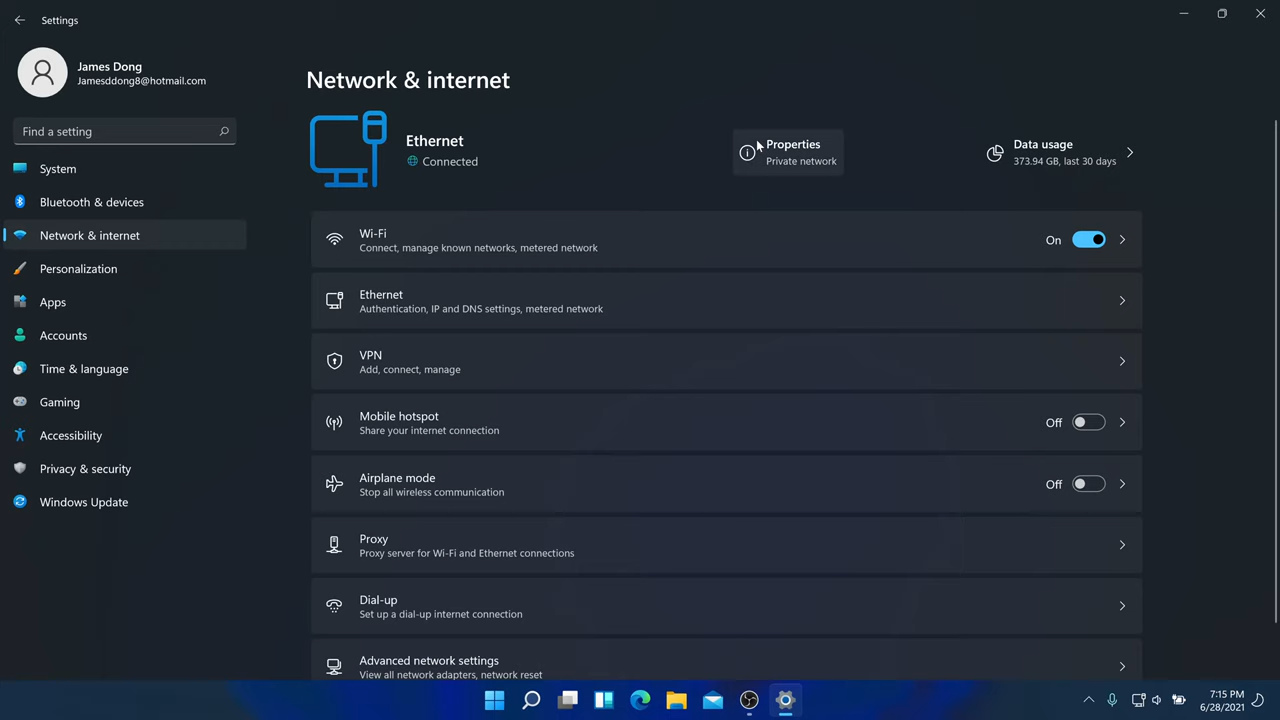 Settings
James Dong
Jamesddong8@hotmail.com
Find a setting
System
Bluetooth & devices
Network & internet
Personalization
Apps
Accounts
Time & language
Gaming
Accessibility
Privacy & security
Windows Update
Network & internet
Ethernet
Connected
Properties
Private network
Data usage
373.94 GB, last 30 days
Wi-Fi
Connect, manage known networks, metered network
On
Ethernet
Authentication, IP and DNS settings, metered network
VPN
Add, connect, manage
Mobile hotspot
Share your internet connection
Off
Airplane mode
Stop all wireless communication
Off
Proxy
Proxy server for Wi-Fi and Ethernet connections
Dial-up
Set up a dial-up internet connection
Advanced network settings
View all network adapters, network reset
7:15 PM
6/28/2021